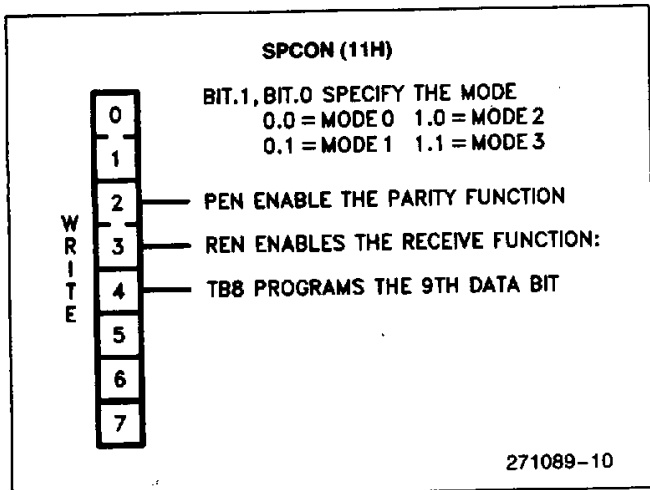 SPCON (11H)
BIT.1, BIT.0 SPECIFY THE MODE
0.0 = MODE 0 1.0 = MODE 2
0.1 = MODE 1 1.1 = MODE 3
0
1
2 PEN ENABLE THE PARITY FUNCTION
3 REN ENABLES THE RECEIVE FUNCTION:
4 TB8 PROGRAMS THE 9TH DATA BIT
5
6
7
WRITE
271089-10